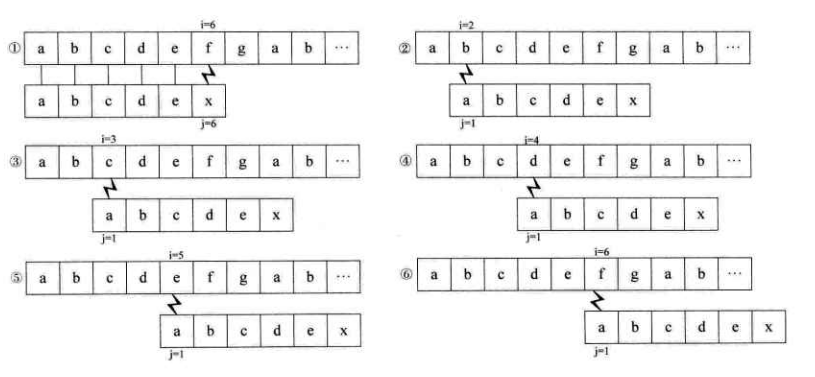 i=6
① a b c d e f g a b ...
a b c d e x
j=6
i=2
② a b c d e f g a b ...
a b c d e x
j=1
i=3
③ a b c d e f g a b ...
a b c d e x
j=1
i=4
④ a b c d e f g a b ...
a b c d e x
j=1
i=5
⑤ a b c d e f g a b ...
a b c d e x
j=1
i=6
⑥ a b c d e f g a b ...
a b c d e x
j=1